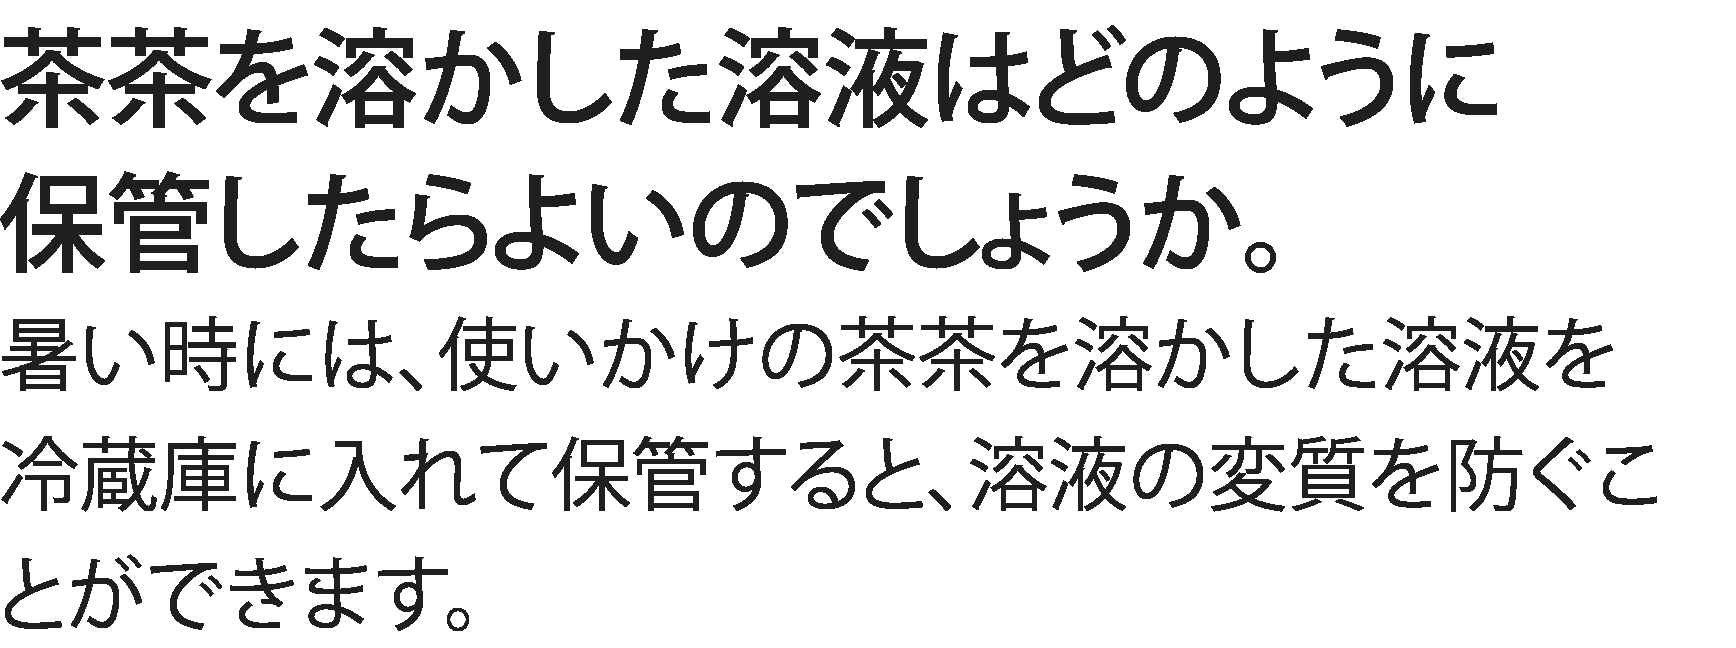 茶茶を溶かした溶液はどのように
保管したらよいのでしょうか。
暑い時には、使いかけの茶茶を溶かした溶液を
冷蔵庫に入れて保管すると、溶液の変質を防ぐこ
とができます。